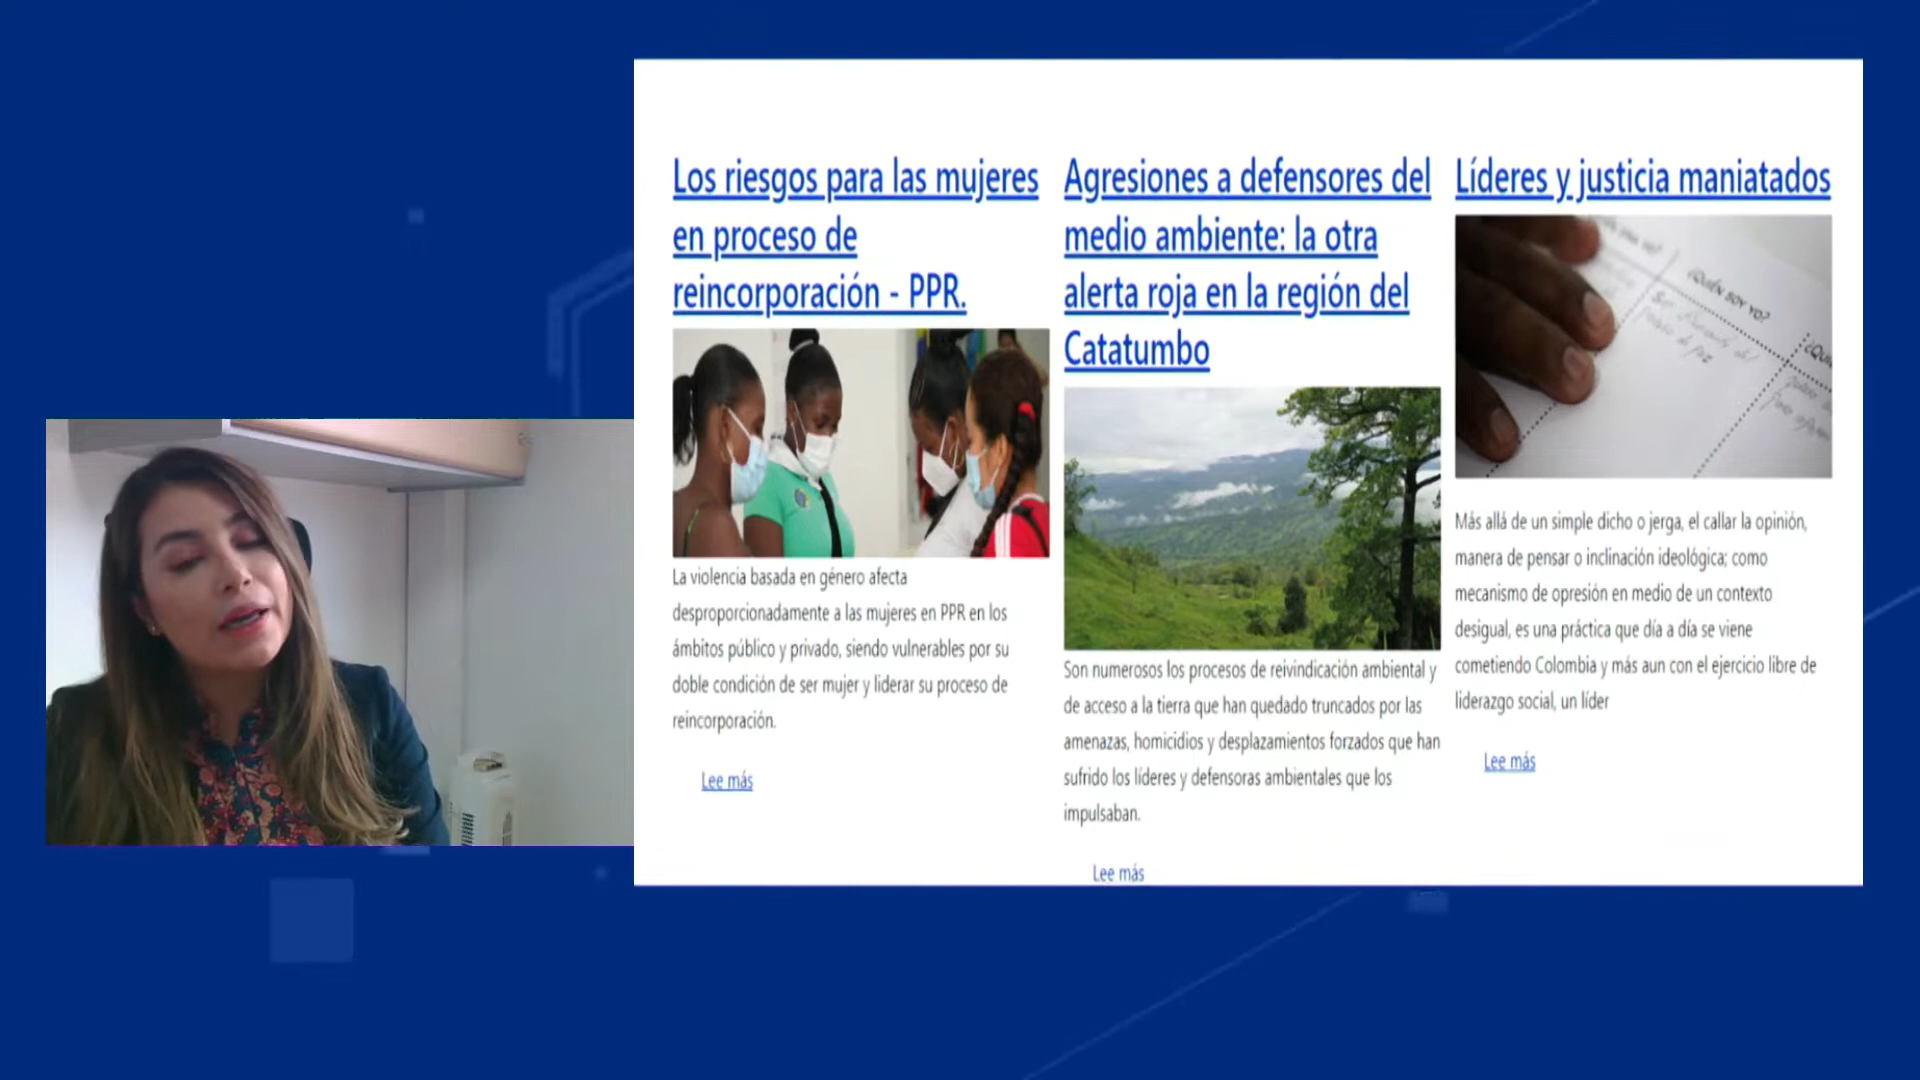 Los riesgos para las mujeres
en proceso de
reincorporación - PPR.
La violencia basada en género afecta
desproporcionadamente a las mujeres en PPR en los
ámbitos público y privado, siendo vulnerables por su
doble condición de ser mujer y liderar su proceso de
reincorporación.
Lee más
Agresiones a defensores del
medio ambiente: la otra
alerta roja en la región del
Catatumbo
Son numerosos los procesos de reivindicación ambiental y
de acceso a la tierra que han quedado truncados por las
amenazas, homicidios y desplazamientos forzados que han
sufrido los líderes y defensoras ambientales que los
impulsaban.
Lee más
Líderes y justicia maniatados
¿QUIÉN SOY YO?
Más allá de un simple dicho o jerga, el callar la opinión,
manera de pensar o inclinación ideológica; como
mecanismo de opresión en medio de un contexto
desigual, es una práctica que día a día se viene
cometiendo Colombia y más aun con el ejercicio libre de
liderazgo social, un líder
Lee más